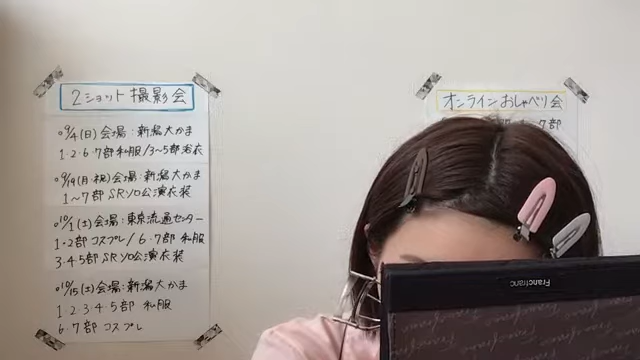 2ショット撮影会
○9/4(日)会場:新潟大かま
1・2・6・7部 私服/3~5部 浴衣
○9/19(月・祝)会場:新潟大かま
1~7部 SRソロ公演衣装
○10/1(土)会場:東京流通センター
1・2部 コスプレ/6・7部 私服
3・4・5部 SRソロ公演衣装
○10/15(土)会場:新潟大かま
1・2・3・4・5部 私服
6・7部 コスプレ
オンラインおしゃべり会
7部
Francfranc